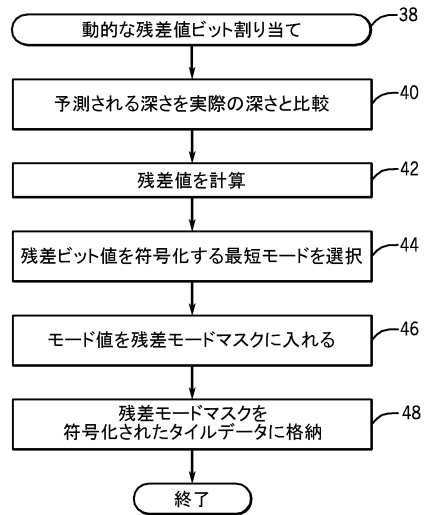 動的な残差値ビット割り当て
38
予測される深さを実際の深さと比較
40
残差値を計算
42
残差ビット値を符号化する最短モードを選択
44
モード値を残差モードマスクに入れる
46
残差モードマスクを
符号化されたタイルデータに格納
48
終了